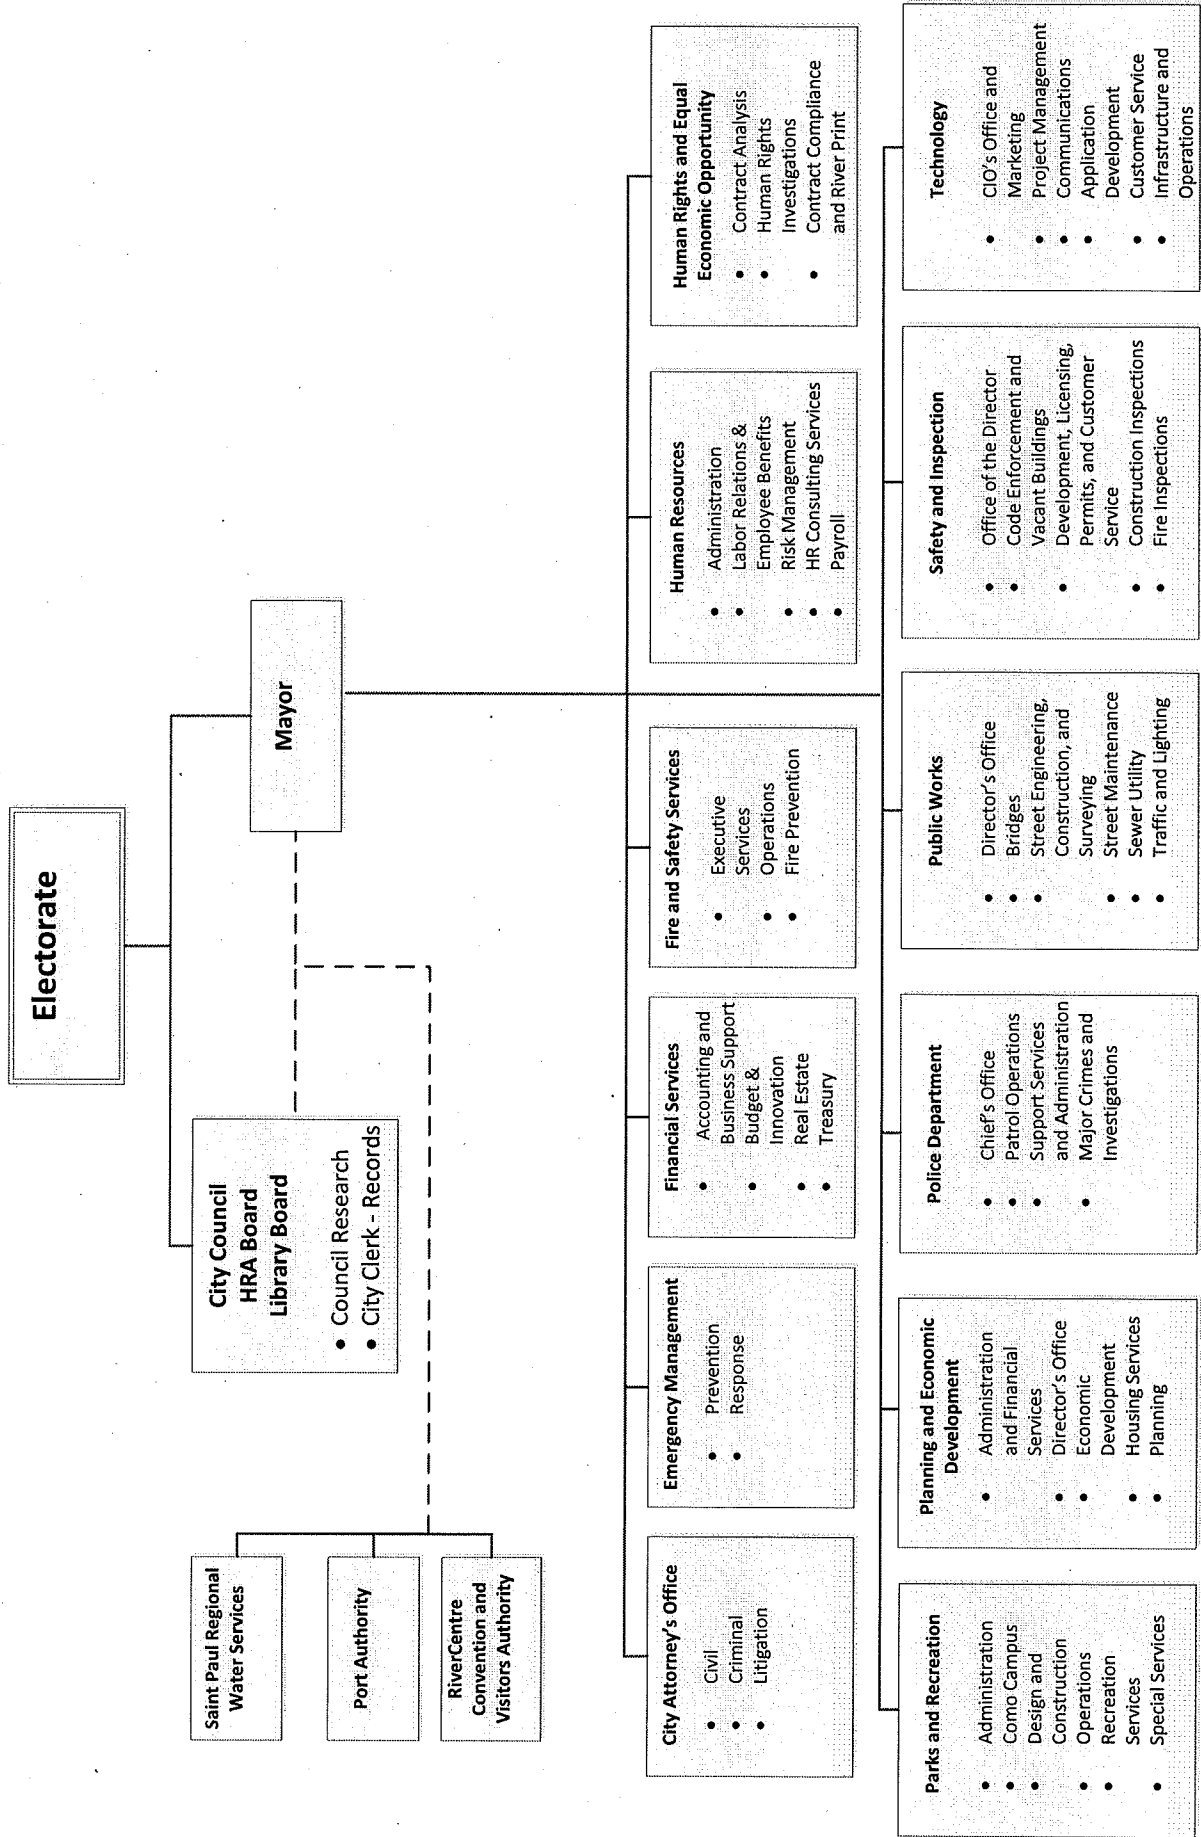 Electorate
City Council
HRA Board
Library Board
• Council Research
• City Clerk - Records
Mayor
Saint Paul Regional
Water Services
Port Authority
RiverCentre
Convention and
Visitors Authority
City Attorney's Office
• Civil
• Criminal
• Litigation
Emergency Management
• Prevention
• Response
Financial Services
• Accounting and
Business Support
• Budget &
Innovation
• Real Estate
• Treasury
Fire and Safety Services
• Executive
Services
• Operations
• Fire Prevention
Human Resources
• Administration
• Labor Relations &
Employee Benefits
• Risk Management
• HR Consulting Services
• Payroll
Human Rights and Equal
Economic Opportunity
• Contract Analysis
• Human Rights
Investigations
• Contract Compliance
and River Print
Parks and Recreation
• Administration
• Como Campus
• Design and
Construction
• Operations
• Recreation
Services
• Special Services
Planning and Economic
Development
• Administration
and Financial
Services
• Director's Office
• Economic
Development
• Housing Services
• Planning
Police Department
• Chief's Office
• Patrol Operations
• Support Services
and Administration
• Major Crimes and
Investigations
Public Works
• Director's Office
• Bridges
• Street Engineering,
Construction, and
Surveying
• Street Maintenance
• Sewer Utility
• Traffic and Lighting
Safety and Inspection
• Office of the Director
• Code Enforcement and
Vacant Buildings
• Development, Licensing,
Permits, and Customer
Service
• Construction Inspections
• Fire Inspections
Technology
• CIO's Office and
Marketing
• Project Management
• Communications
• Application
Development
• Customer Service
• Infrastructure and
Operations